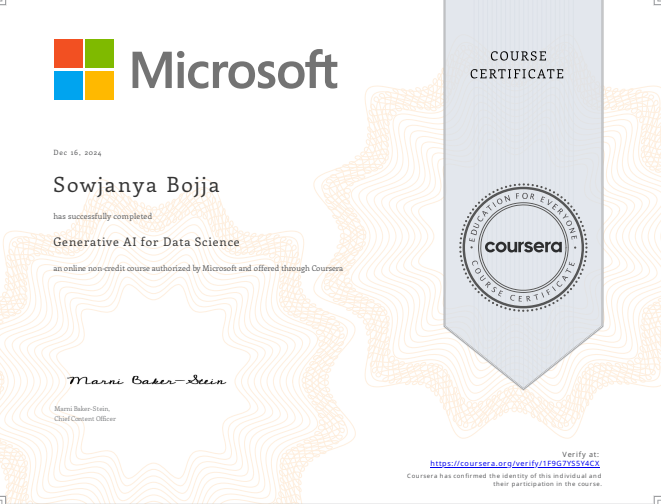 Microsoft
COURSE
CERTIFICATE
Dec 16, 2024
Sowjanya Bojja
has successfully completed
Generative AI for Data Science
an online non-credit course authorized by Microsoft and offered through Coursera
EDUCATION FOR EVERYONE
coursera
COURSE CERTIFICATE
Marni Baker-Stein
Marni Baker-Stein,
Chief Content Officer
Verify at:
https://coursera.org/verify/1F9G7Y55Y4CX
Coursera has confirmed the identity of this individual and
their participation in the course.